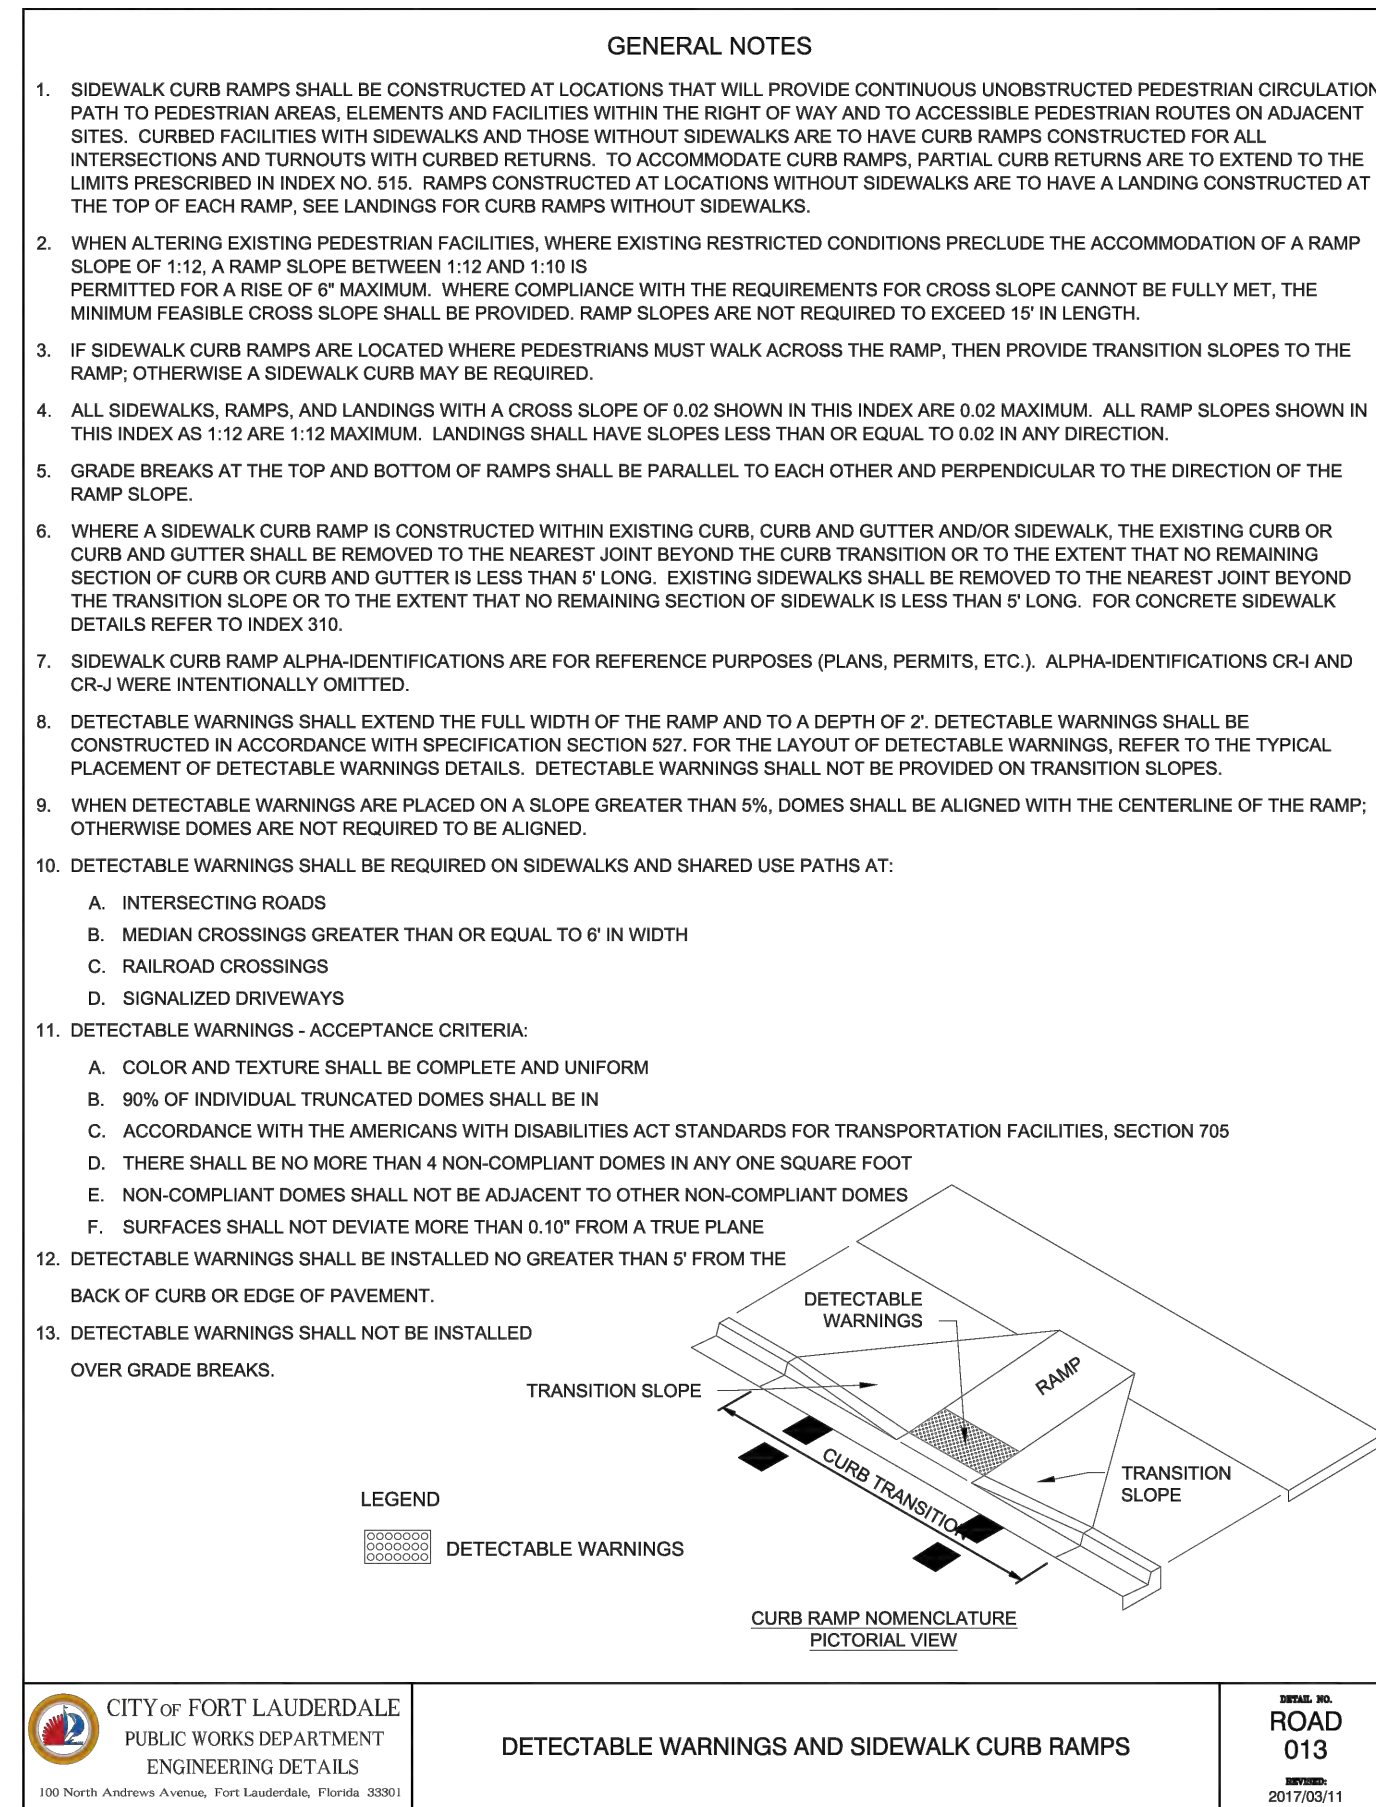 GENERAL NOTES
1. SIDEWALK CURB RAMPS SHALL BE CONSTRUCTED AT LOCATIONS THAT WILL PROVIDE CONTINUOUS UNOBSTRUCTED PEDESTRIAN CIRCULATION
PATH TO PEDESTRIAN AREAS, ELEMENTS AND FACILITIES WITHIN THE RIGHT OF WAY AND TO ACCESSIBLE PEDESTRIAN ROUTES ON ADJACENT
SITES. CURBED FACILITIES WITH SIDEWALKS AND THOSE WITHOUT SIDEWALKS ARE TO HAVE CURB RAMPS CONSTRUCTED FOR ALL
INTERSECTIONS AND TURNOUTS WITH CURBED RETURNS. TO ACCOMMODATE CURB RAMPS, PARTIAL CURB RETURNS ARE TO EXTEND TO THE
LIMITS PRESCRIBED IN INDEX NO. 515. RAMPS CONSTRUCTED AT LOCATIONS WITHOUT SIDEWALKS ARE TO HAVE A LANDING CONSTRUCTED AT
THE TOP OF EACH RAMP, SEE LANDINGS FOR CURB RAMPS WITHOUT SIDEWALKS.
2. WHEN ALTERING EXISTING PEDESTRIAN FACILITIES, WHERE EXISTING RESTRICTED CONDITIONS PRECLUDE THE ACCOMMODATION OF A RAMP
SLOPE OF 1:12, A RAMP SLOPE BETWEEN 1:12 AND 1:10 IS
PERMITTED FOR A RISE OF 6" MAXIMUM. WHERE COMPLIANCE WITH THE REQUIREMENTS FOR CROSS SLOPE CANNOT BE FULLY MET, THE
MINIMUM FEASIBLE CROSS SLOPE SHALL BE PROVIDED. RAMP SLOPES ARE NOT REQUIRED TO EXCEED 15' IN LENGTH.
3. IF SIDEWALK CURB RAMPS ARE LOCATED WHERE PEDESTRIANS MUST WALK ACROSS THE RAMP, THEN PROVIDE TRANSITION SLOPES TO THE
RAMP; OTHERWISE A SIDEWALK CURB MAY BE REQUIRED.
4. ALL SIDEWALKS, RAMPS, AND LANDINGS WITH A CROSS SLOPE OF 0.02 SHOWN IN THIS INDEX ARE 0.02 MAXIMUM. ALL RAMP SLOPES SHOWN IN
THIS INDEX AS 1:12 ARE 1:12 MAXIMUM. LANDINGS SHALL HAVE SLOPES LESS THAN OR EQUAL TO 0.02 IN ANY DIRECTION.
5. GRADE BREAKS AT THE TOP AND BOTTOM OF RAMPS SHALL BE PARALLEL TO EACH OTHER AND PERPENDICULAR TO THE DIRECTION OF THE
RAMP SLOPE.
6. WHERE A SIDEWALK CURB RAMP IS CONSTRUCTED WITHIN EXISTING CURB, CURB AND GUTTER AND/OR SIDEWALK, THE EXISTING CURB OR
CURB AND GUTTER SHALL BE REMOVED TO THE NEAREST JOINT BEYOND THE CURB TRANSITION OR TO THE EXTENT THAT NO REMAINING
SECTION OF CURB OR CURB AND GUTTER IS LESS THAN 5' LONG. EXISTING SIDEWALKS SHALL BE REMOVED TO THE NEAREST JOINT BEYOND
THE TRANSITION SLOPE OR TO THE EXTENT THAT NO REMAINING SECTION OF SIDEWALK IS LESS THAN 5' LONG. FOR CONCRETE SIDEWALK
DETAILS REFER TO INDEX 310.
7. SIDEWALK CURB RAMP ALPHA-IDENTIFICATIONS ARE FOR REFERENCE PURPOSES (PLANS, PERMITS, ETC.). ALPHA-IDENTIFICATIONS CR-I AND
CR-J WERE INTENTIONALLY OMITTED.
8. DETECTABLE WARNINGS SHALL EXTEND THE FULL WIDTH OF THE RAMP AND TO A DEPTH OF 2'. DETECTABLE WARNINGS SHALL BE
CONSTRUCTED IN ACCORDANCE WITH SPECIFICATION SECTION 527. FOR THE LAYOUT OF DETECTABLE WARNINGS, REFER TO THE TYPICAL
PLACEMENT OF DETECTABLE WARNINGS DETAILS. DETECTABLE WARNINGS SHALL NOT BE PROVIDED ON TRANSITION SLOPES.
9. WHEN DETECTABLE WARNINGS ARE PLACED ON A SLOPE GREATER THAN 5%, DOMES SHALL BE ALIGNED WITH THE CENTERLINE OF THE RAMP;
OTHERWISE DOMES ARE NOT REQUIRED TO BE ALIGNED.
10. DETECTABLE WARNINGS SHALL BE REQUIRED ON SIDEWALKS AND SHARED USE PATHS AT:
A. INTERSECTING ROADS
B. MEDIAN CROSSINGS GREATER THAN OR EQUAL TO 6' IN WIDTH
C. RAILROAD CROSSINGS
D. SIGNALIZED DRIVEWAYS
11. DETECTABLE WARNINGS - ACCEPTANCE CRITERIA:
A. COLOR AND TEXTURE SHALL BE COMPLETE AND UNIFORM
B. 90% OF INDIVIDUAL TRUNCATED DOMES SHALL BE IN
C. ACCORDANCE WITH THE AMERICANS WITH DISABILITIES ACT STANDARDS FOR TRANSPORTATION FACILITIES, SECTION 705
D. THERE SHALL BE NO MORE THAN 4 NON-COMPLIANT DOMES IN ANY ONE SQUARE FOOT
E. NON-COMPLIANT DOMES SHALL NOT BE ADJACENT TO OTHER NON-COMPLIANT DOMES
F. SURFACES SHALL NOT DEVIATE MORE THAN 0.10" FROM A TRUE PLANE
12. DETECTABLE WARNINGS SHALL BE INSTALLED NO GREATER THAN 5' FROM THE
BACK OF CURB OR EDGE OF PAVEMENT.
13. DETECTABLE WARNINGS SHALL NOT BE INSTALLED
OVER GRADE BREAKS.
DETECTABLE
WARNINGS
RAMP
TRANSITION SLOPE
CURB TRANSITION
TRANSITION
SLOPE
LEGEND
DETECTABLE WARNINGS
CURB RAMP NOMENCLATURE
PICTORIAL VIEW
CITY OF FORT LAUDERDALE
PUBLIC WORKS DEPARTMENT
ENGINEERING DETAILS
100 North Andrews Avenue, Fort Lauderdale, Florida 33301
DETECTABLE WARNINGS AND SIDEWALK CURB RAMPS
DETAIL NO.
ROAD
013
REVISED:
2017/03/11